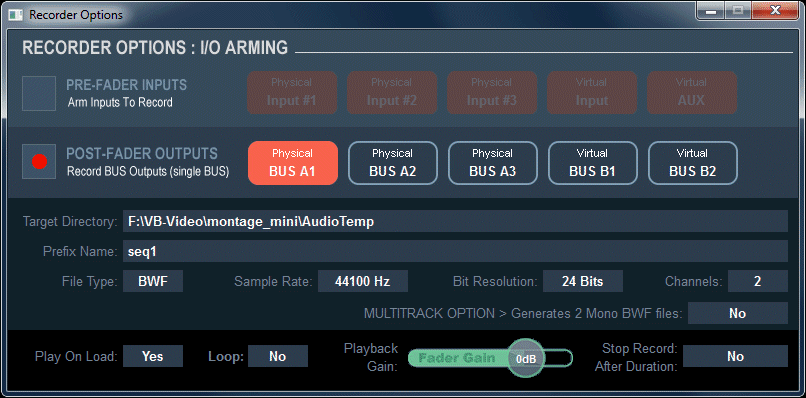 Recorder Options
RECORDER OPTIONS : I/O ARMING
PRE-FADER INPUTS
Arm Inputs To Record
Physical
Input #1
Physical
Input #2
Physical
Input #3
Virtual
Input
Virtual
AUX
POST-FADER OUTPUTS
Record BUS Outputs (single BUS)
Physical
BUS A1
Physical
BUS A2
Physical
BUS A3
Virtual
BUS B1
Virtual
BUS B2
Target Directory: F:\VB-Video\montage_mini\AudioTemp
Prefix Name: seq1
File Type: BWF Sample Rate: 44100 Hz Bit Resolution: 24 Bits Channels: 2
MULTITRACK OPTION > Generates 2 Mono BWF files: No
Play On Load: Yes Loop: No
Playback
Gain:
Fader Gain 0dB
Stop Record
After Duration:
No